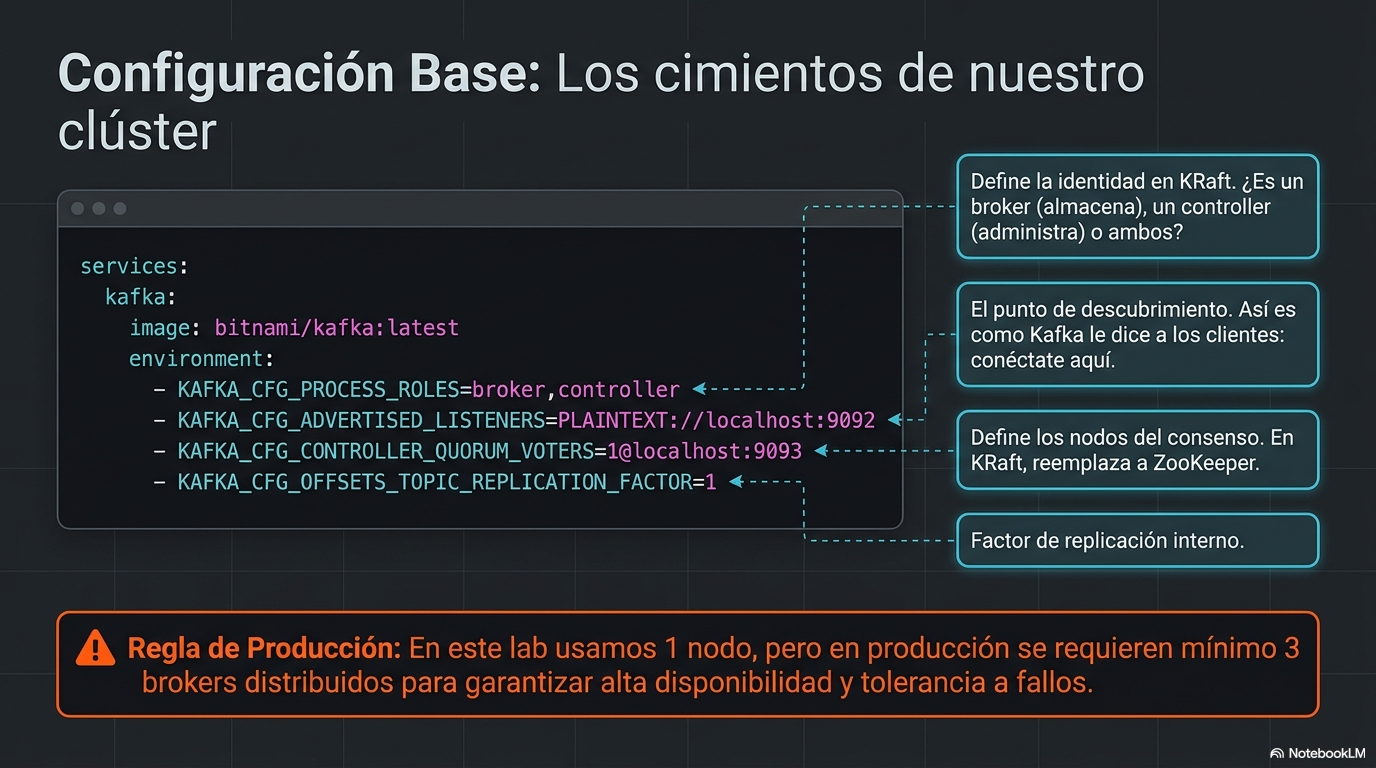 Configuración Base: Los cimientos de nuestro
clúster
services:
kafka:
image: bitnami/kafka:latest
environment:
– KAFKA_CFG_PROCESS_ROLES=broker,controller
– KAFKA_CFG_ADVERTISED_LISTENERS=PLAINTEXT://localhost:9092
– KAFKA_CFG_CONTROLLER_QUORUM_VOTERS=1@localhost:9093
– KAFKA_CFG_OFFSETS_TOPIC_REPLICATION_FACTOR=1
Define la identidad en KRaft. ¿Es un
broker (almacena), un controller
(administra) o ambos?
El punto de descubrimiento. Así es
como Kafka le dice a los clientes:
conéctate aquí.
Define los nodos del consenso. En
KRaft, reemplaza a ZooKeeper.
Factor de replicación interno.
Regla de Producción: En este lab usamos 1 nodo, pero en producción se requieren mínimo 3
brokers distribuidos para garantizar alta disponibilidad y tolerancia a fallos.
NotebookLM